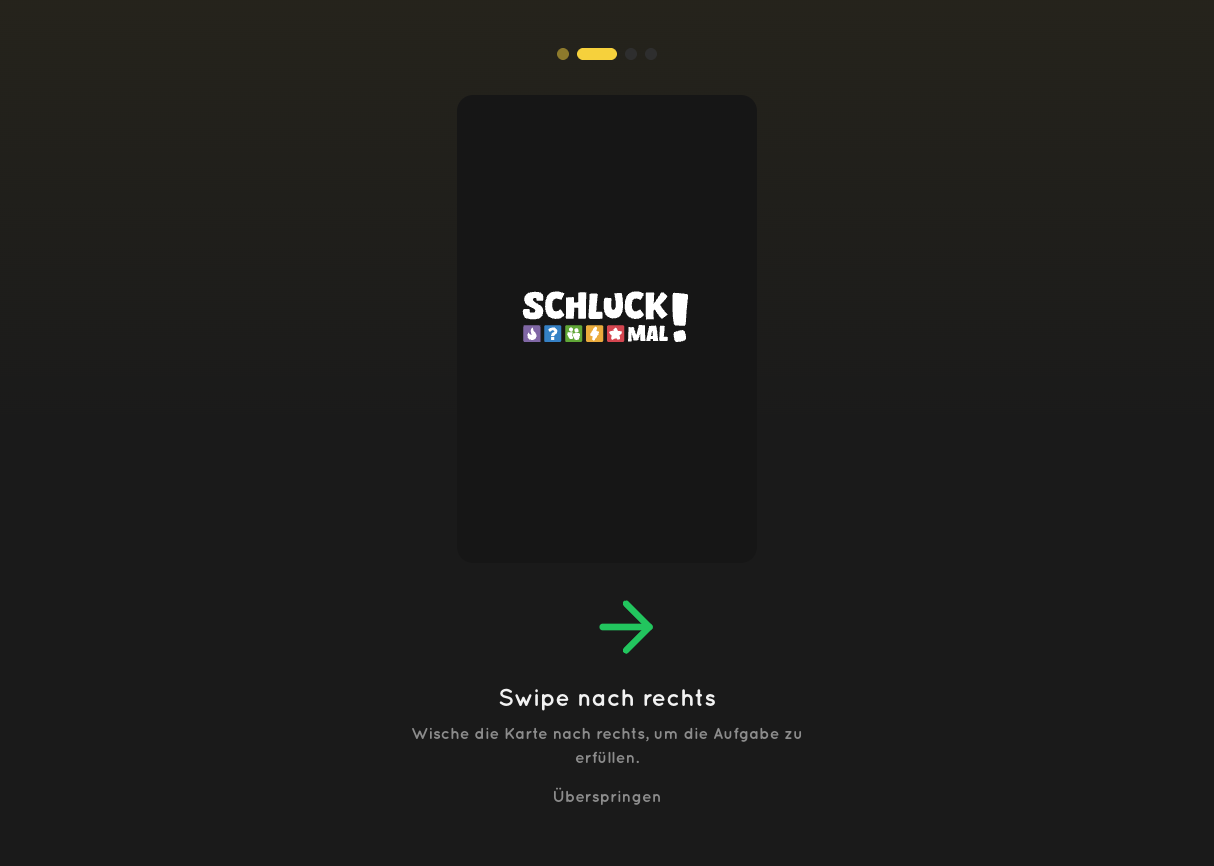 SCHLUCK!
?
MAL
Swipe nach rechts
Wische die Karte nach rechts, um die Aufgabe zu
erfüllen.
Überspringen